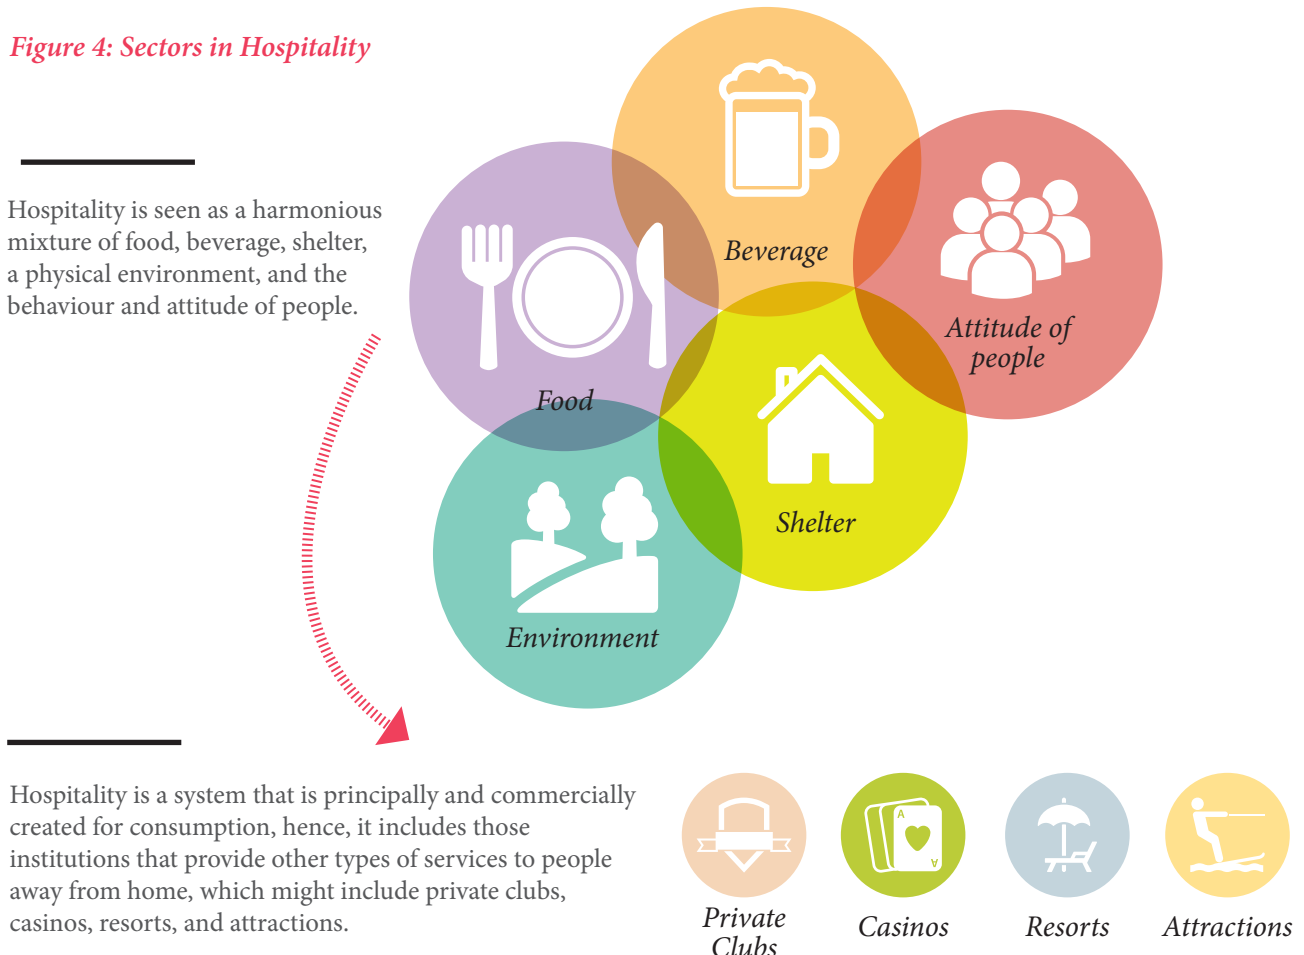 Figure 4: Sectors in Hospitality
Hospitality is seen as a harmonious
mixture of food, beverage, shelter,
a physical environment, and the
behaviour and attitude of people.
Beverage
Attitude of
people
Food
Shelter
Environment
Hospitality is a system that is principally and commercially
created for consumption, hence, it includes those
institutions that provide other types of services to people
away from home, which might include private clubs,
casinos, resorts, and attractions.
A
A
Private
Clubs
Casinos
Resorts
Attractions